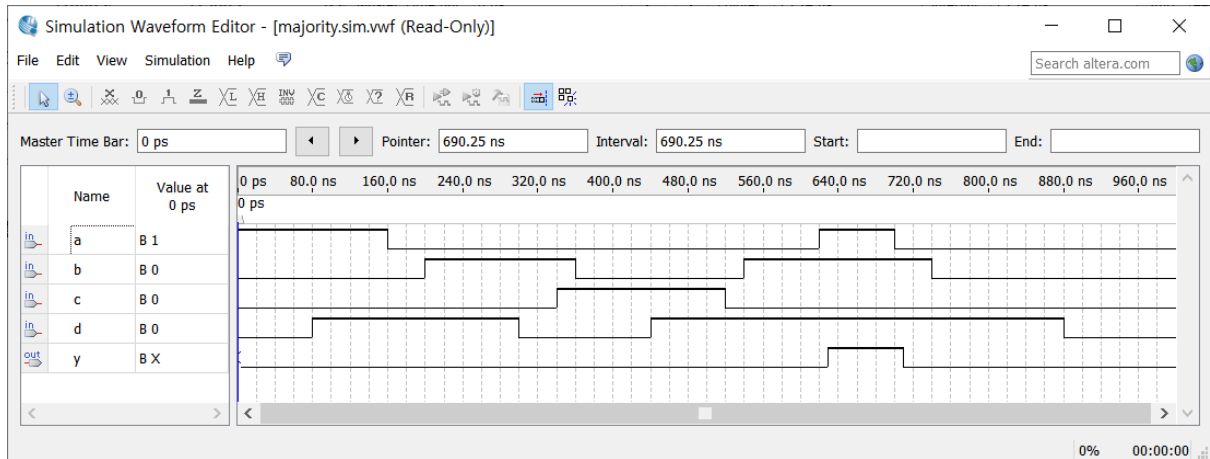 Simulation Waveform Editor - [majority.sim.vwf (Read-Only)]
File Edit View Simulation Help
Search altera.com
Master Time Bar: 0 ps Pointer: 690.25 ns Interval: 690.25 ns Start: End:
Name Value at 0 ps
0 ps 80.0 ns 160.0 ns 240.0 ns 320.0 ns 400.0 ns 480.0 ns 560.0 ns 640.0 ns 720.0 ns 800.0 ns 880.0 ns 960.0 ns
0 ps
in a B 1
in b B 0
in c B 0
in d B 0
out y B X
0% 00:00:00